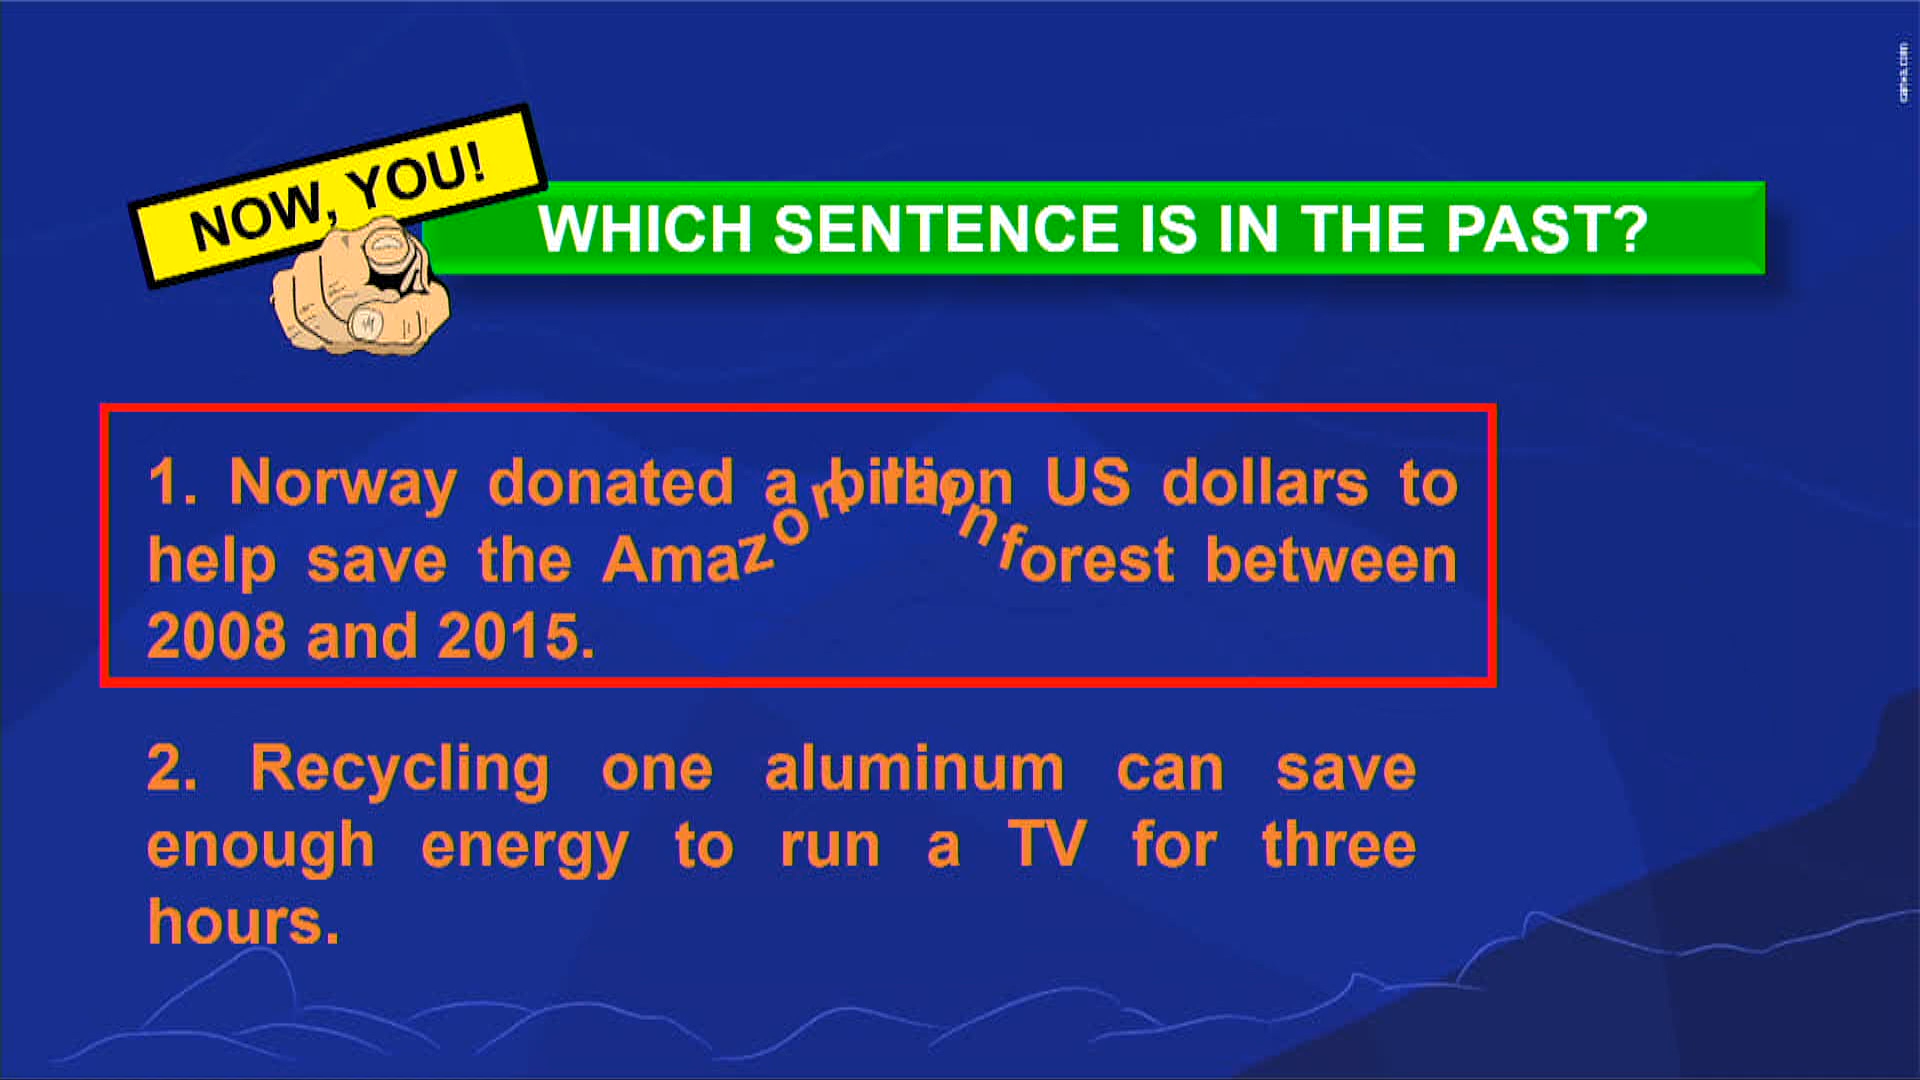 NOW, YOU!
WHICH SENTENCE IS IN THE PAST?
1. Norway donated a billion US dollars to
help save the Amazon rainforest between
2008 and 2015.
2. Recycling one aluminum can save
enough energy to run a TV for three
hours.